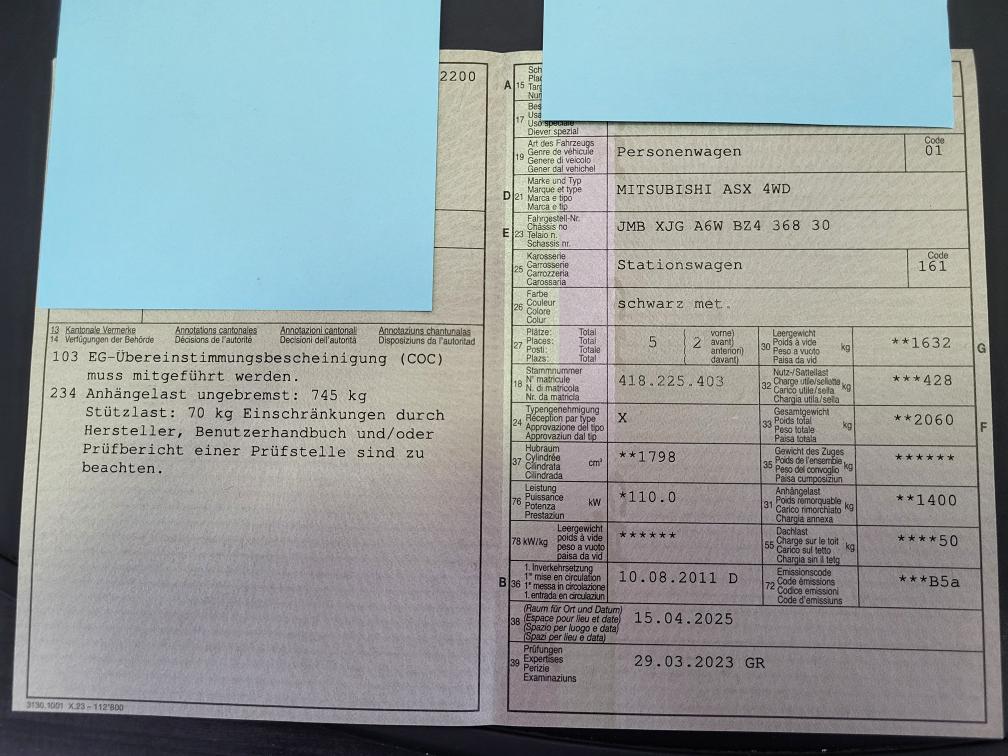 2200
13 Kantonale Vermerke Annotations cantonales Annotazioni cantonali Annotaziuns chantunalas
14 Verfügungen der Behörde Décisions de l'autorité Decisioni dell'autorità Disposiziuns da l'autoritad
103 EG-Übereinstimmungsbescheinigung (COC)
muss mitgeführt werden.
234 Anhängelast ungebremst: 745 kg
Stützlast: 70 kg Einschränkungen durch
Hersteller, Benutzerhandbuch und/oder
Prüfbericht einer Prüfstelle sind zu
beachten.
3130.1001 X.23 – 112'800
A 15
17
Uso speciale
Diever spezial
19 Art des Fahrzeugs
Genre de véhicule
Genere di veicolo
Gener dal vehichel
Personenwagen
Code
01
D 21 Marke und Typ
Marque et type
Marca e tipo
Marca e tip
MITSUBISHI ASX 4WD
E 23 Fahrgestell-Nr.
Châssis no
Telaio n.
Schassis nr.
JMB XJG A6W BZ4 368 30
25 Karosserie
Carrosserie
Carrozzeria
Carossaria
Stationswagen
Code
161
26 Farbe
Couleur
Colore
Colur
schwarz met.
27 Plätze: Total
Places: Total
Posti: Totale
Plazs: Total
5
2
vorne)
avant)
anteriori)
davant)
30 Leergewicht
Poids à vide
Peso a vuoto
Paisa da vid
kg
**1632
G
18 Stammnummer
N° matricule
N. di matricola
Nr. da matricla
418.225.403
32 Nutz-/Sattellast
Charge utile/sellette
Carico utile/sella
Chargia utila/sella
kg
***428
24 Typengenehmigung
Réception par type
Approvazione del tipo
Approvaziun dal tip
X
33 Gesamtgewicht
Poids total
Peso totale
Paisa totala
kg
**2060
F
37 Hubraum
Cylindrée
Cilindrata
Cilindrada
cm³
**1798
35 Gewicht des Zuges
Poids de l'ensemble
Peso del convoglio
Paisa cumposiziun
kg
******
76 Leistung
Puissance
Potenza
Prestaziun
kW
*110.0
31 Anhängelast
Poids remorquable
Carico rimorchiato
Chargia annexa
kg
**1400
78 kW/kg
Leergewicht
poids à vide
peso a vuoto
paisa da vid
******
55 Dachlast
Charge sur le toit
Carico sul tetto
Chargia sin il tetg
kg
****50
B 36 1. Inverkehrsetzung
1re mise en circulation
1a messa in circolazione
1. entrada en circulaziun
10.08.2011 D
72 Emissionscode
Code émissions
Codice emissioni
Code d'emissiuns
***B5a
38 (Raum für Ort und Datum)
(Espace pour lieu et date)
(Spazio per luogo e data)
(Spazi per lieu e data)
15.04.2025
39 Prüfungen
Expertises
Perizie
Examinaziuns
29.03.2023 GR